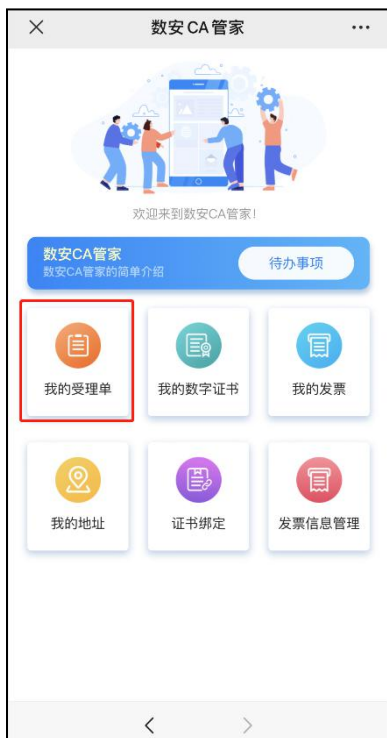 数安CA管家
欢迎来到数安CA管家!
数安CA管家
数安CA管家的简单介绍
待办事项
我的受理单
我的数字证书
我的发票
我的地址
证书绑定
发票信息管理